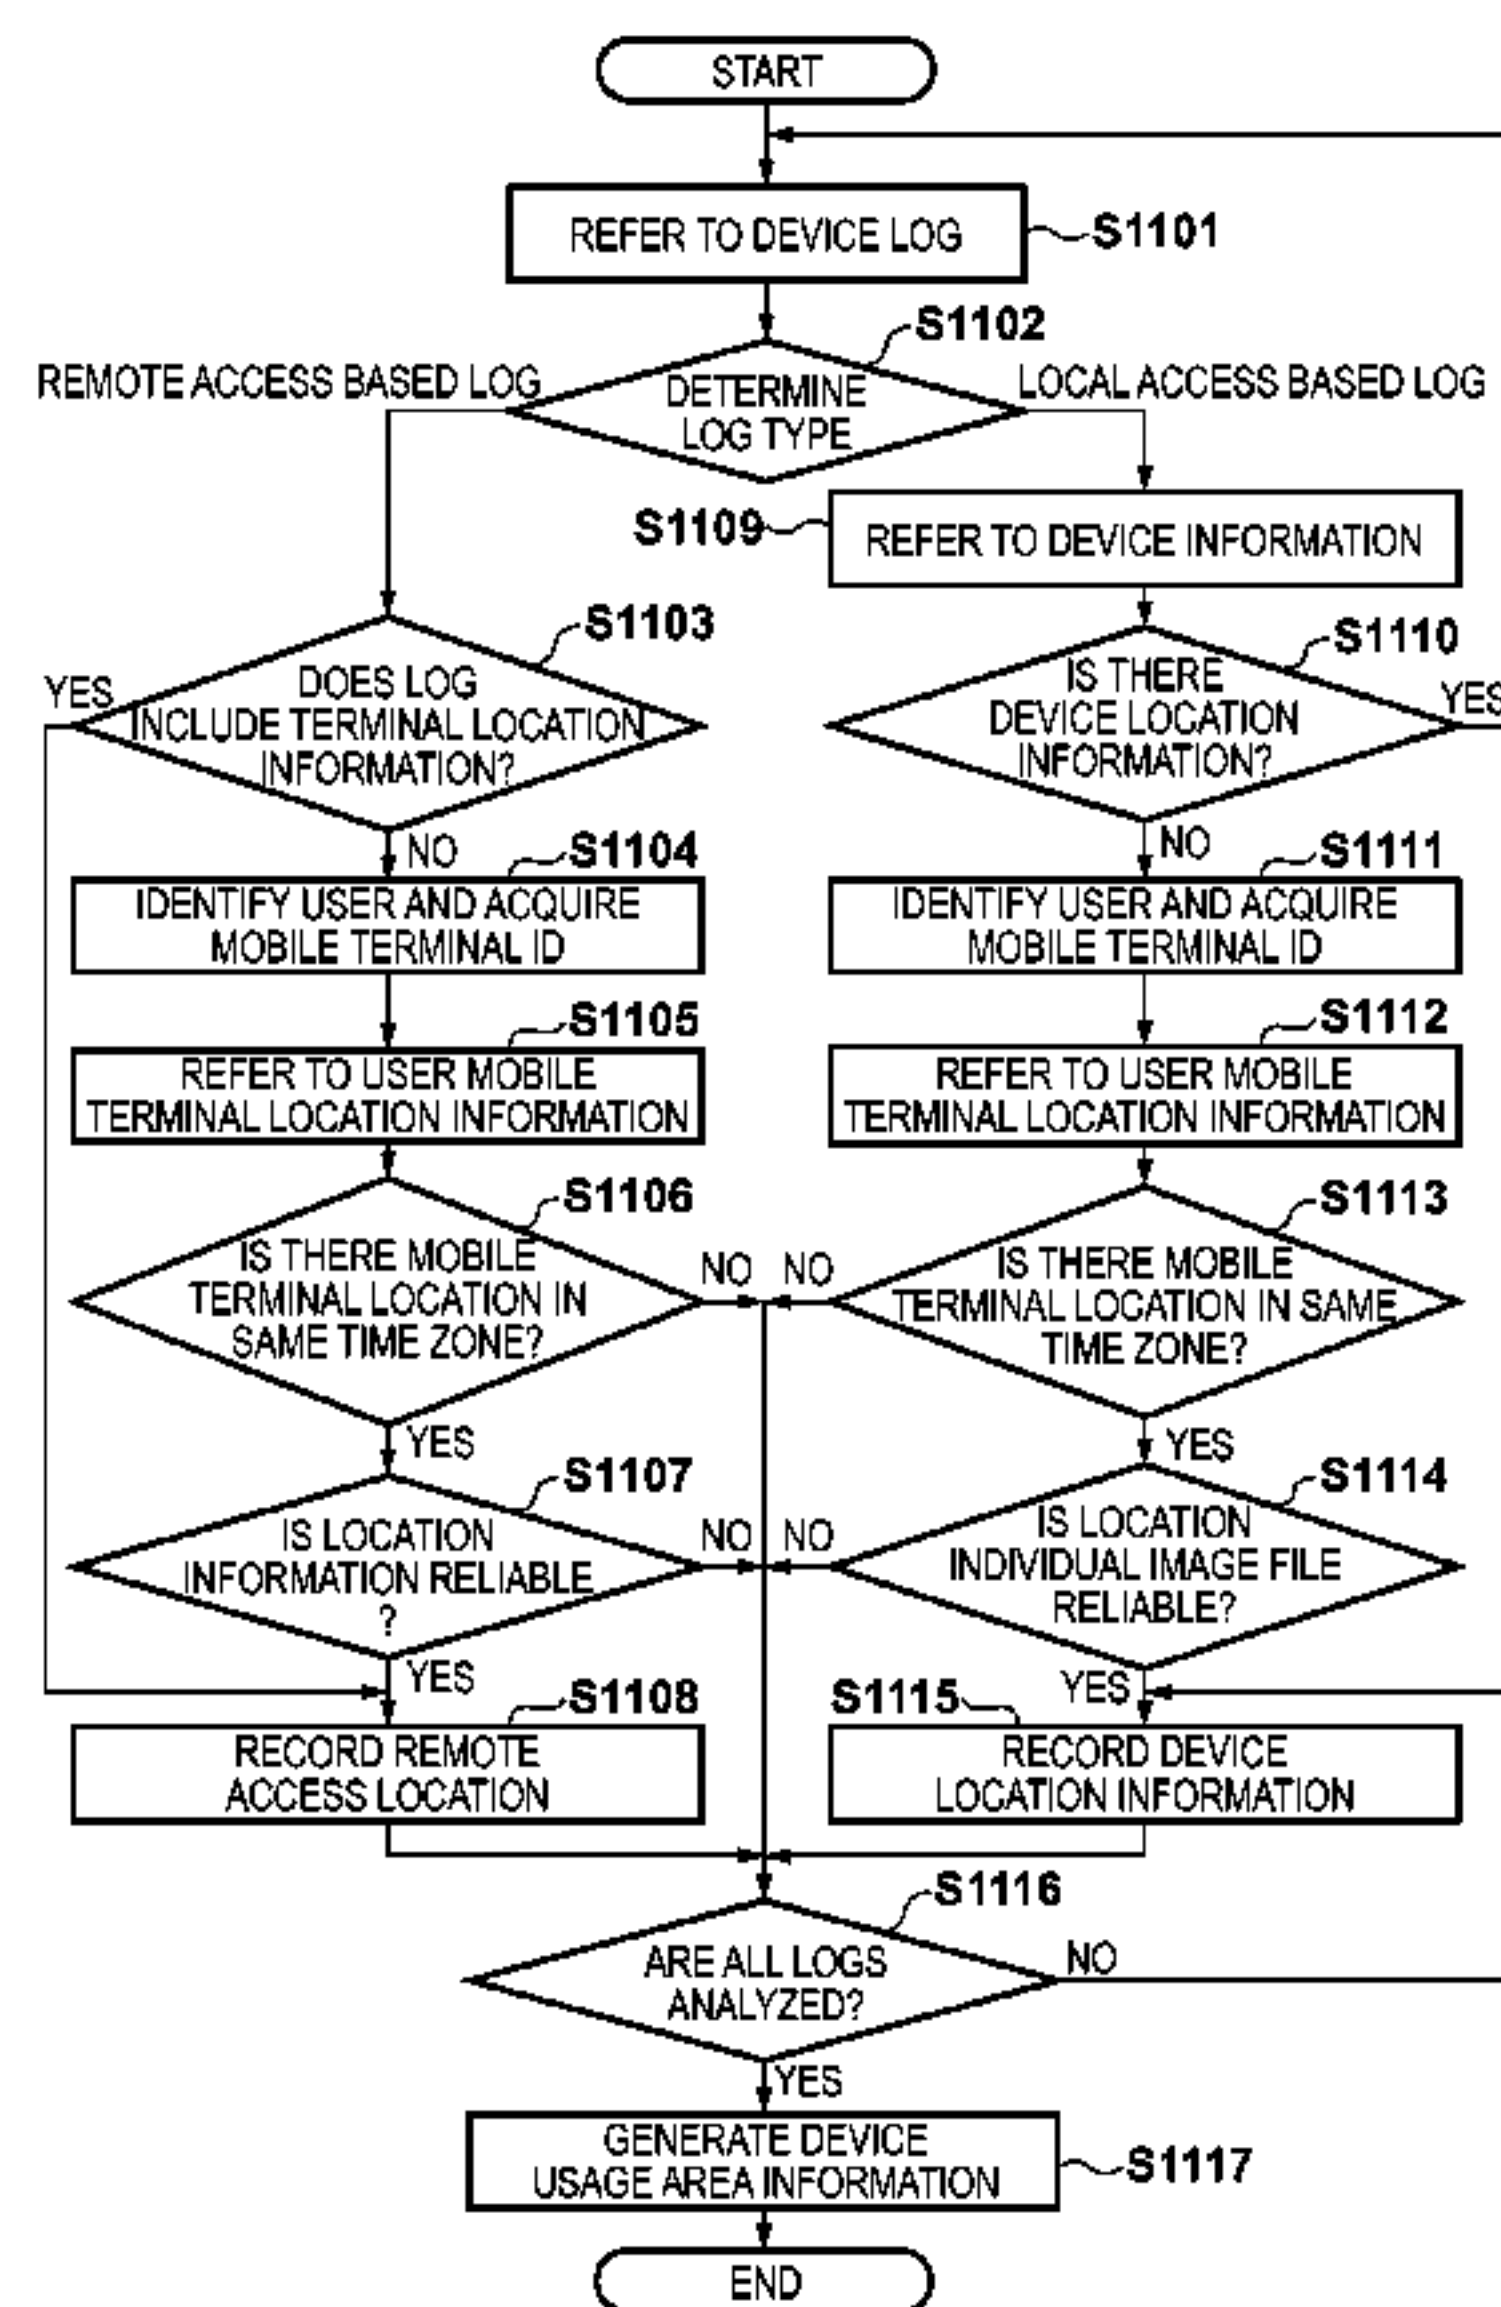 START
REFER TO DEVICE LOG
S1101
S1102
REMOTE ACCESS BASED LOG
DETERMINE
LOG TYPE
LOCAL ACCESS BASED LOG
S1109
REFER TO DEVICE INFORMATION
S1103
YES
DOES LOG
INCLUDE TERMINAL LOCATION
INFORMATION?
NO
S1110
IS THERE
DEVICE LOCATION
INFORMATION?
YES
NO
S1104
IDENTIFY USER AND ACQUIRE
MOBILE TERMINAL ID
S1111
IDENTIFY USER AND ACQUIRE
MOBILE TERMINAL ID
S1105
REFER TO USER MOBILE
TERMINAL LOCATION INFORMATION
S1112
REFER TO USER MOBILE
TERMINAL LOCATION INFORMATION
S1106
IS THERE MOBILE
TERMINAL LOCATION IN
SAME TIME ZONE?
NO
YES
S1113
NO
IS THERE MOBILE
TERMINAL LOCATION IN SAME
TIME ZONE?
YES
S1107
IS LOCATION
INFORMATION RELIABLE
?
NO
YES
S1114
NO
IS LOCATION
INDIVIDUAL IMAGE FILE
RELIABLE?
YES
S1108
RECORD REMOTE
ACCESS LOCATION
S1115
RECORD DEVICE
LOCATION INFORMATION
S1116
ARE ALL LOGS
ANALYZED?
NO
YES
GENERATE DEVICE
USAGE AREA INFORMATION
S1117
END